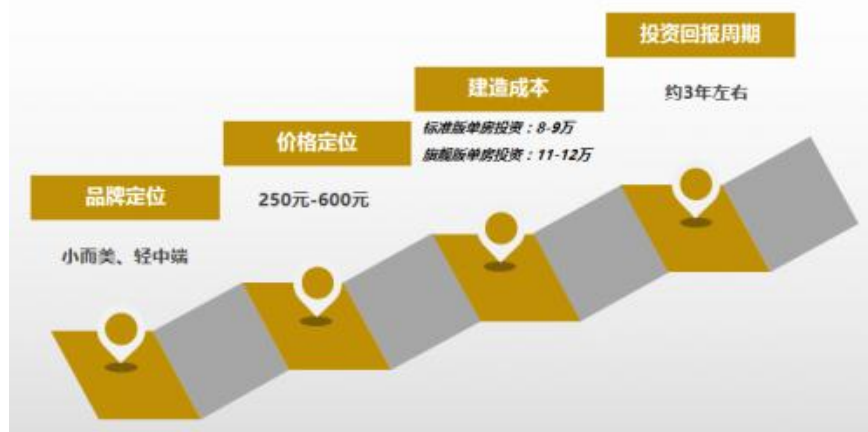 品牌定位
小而美、轻中端
价格定位
250元-600元
建造成本
标准版单房投资：8-9万
旗舰版单房投资：11-12万
投资回报周期
约3年左右